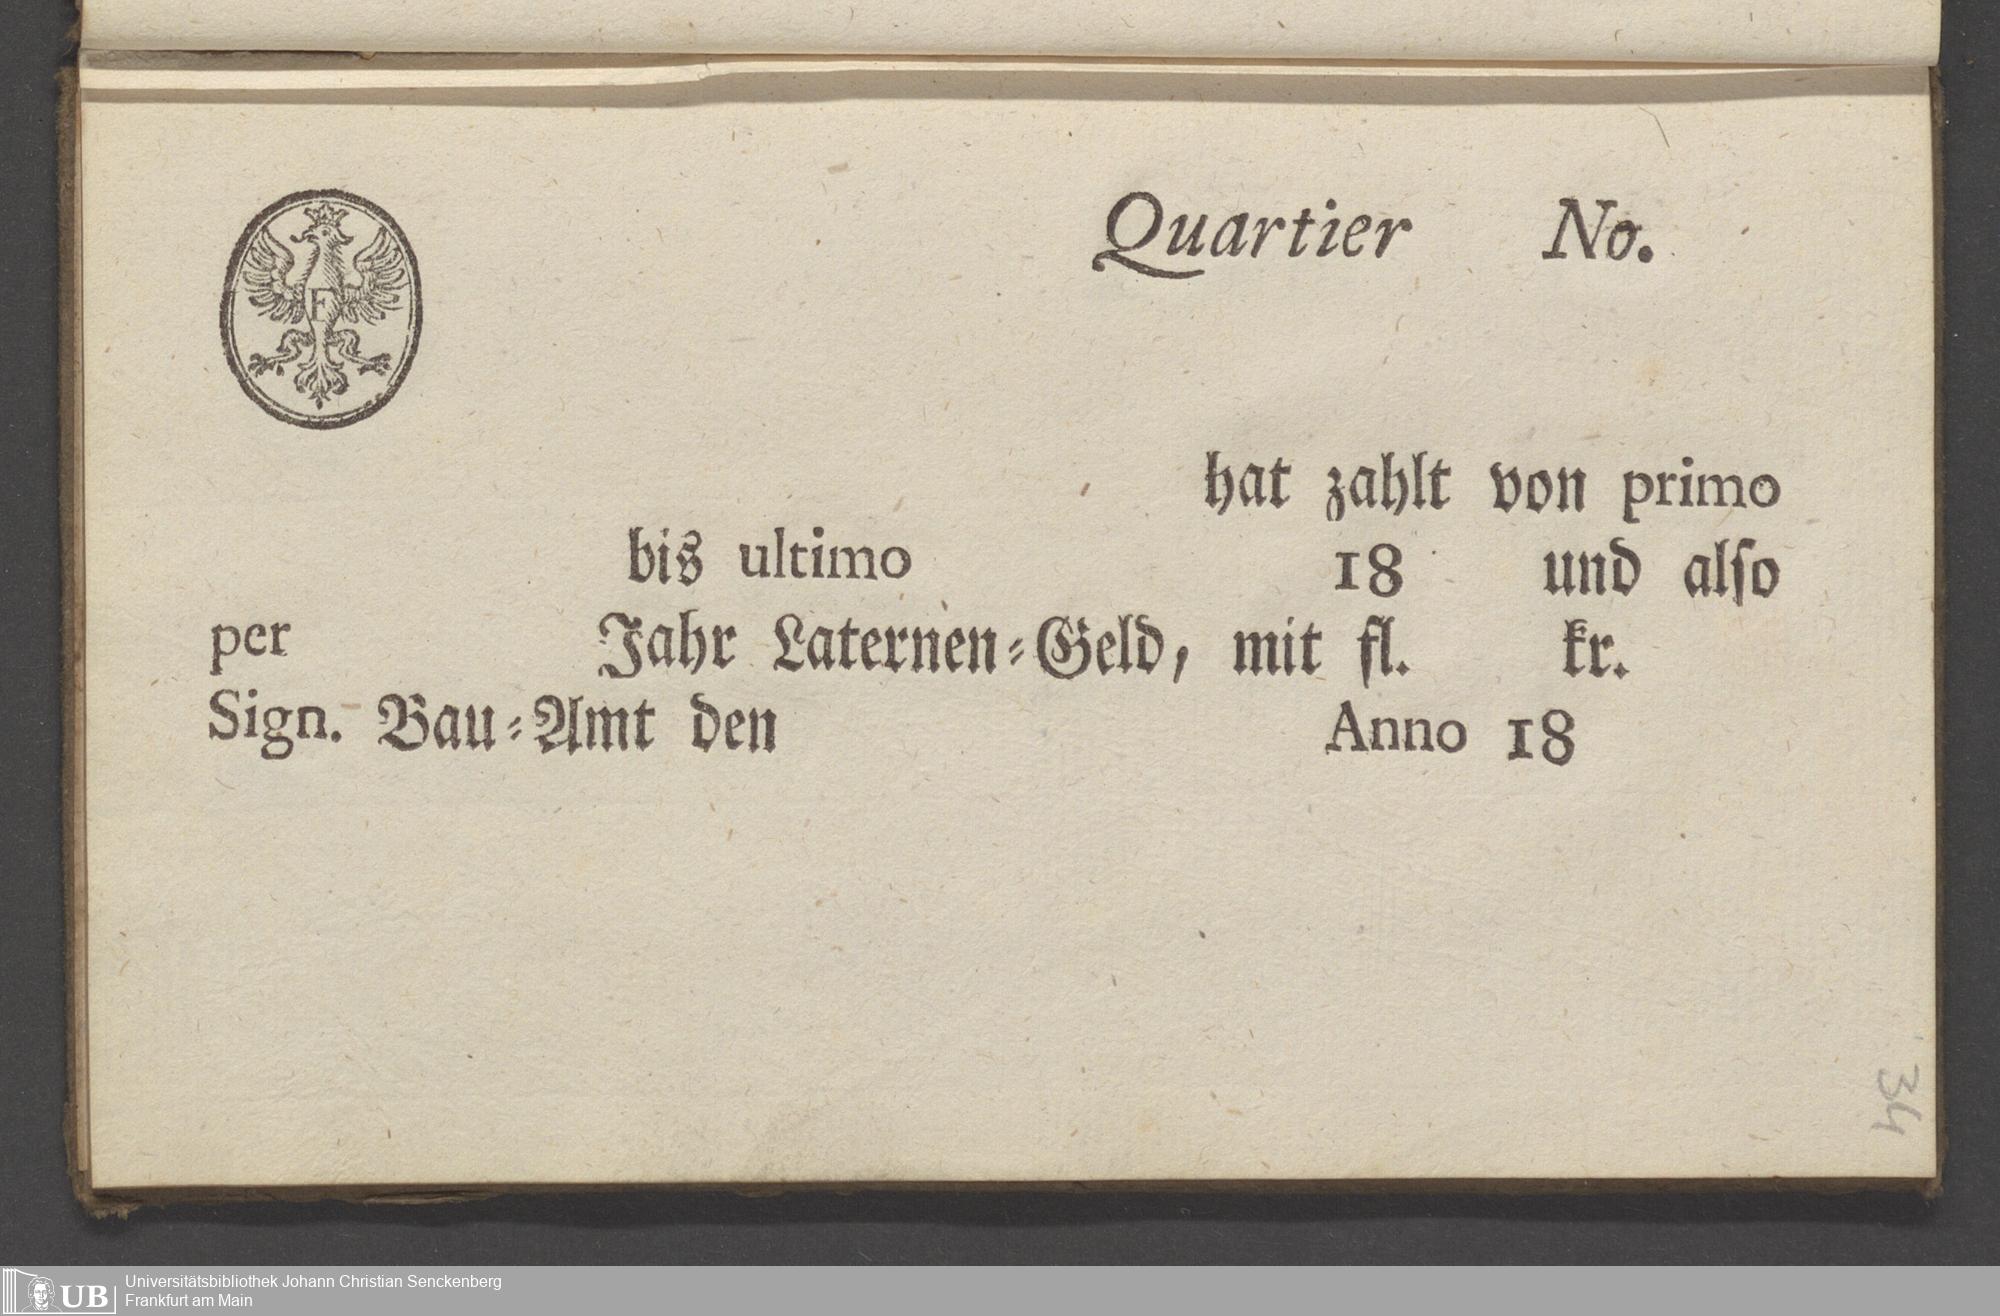 F
Quartier No.
hat zahlt von primo
bis ultimo 18 und also
per Jahr Laternen-Geld, mit fl. kr.
Sign. Bau-Amt den Anno 18
34
UB Universitätsbibliothek Johann Christian Senckenberg
Frankfurt am Main